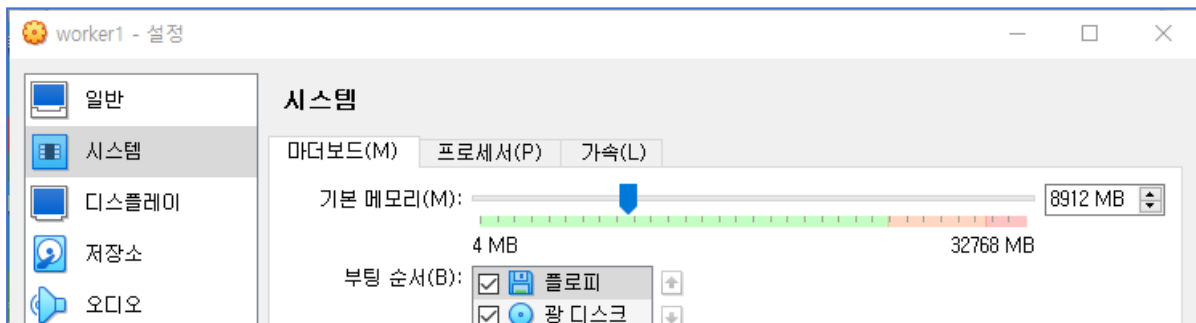 worker1 - 설정
일반
시스템
디스플레이
저장소
오디오
시스템
마더보드(M) 프로세서(P) 가속(L)
기본 메모리(M): 8912 MB
4 MB 32768 MB
부팅 순서(B): 플로피
광 디스크